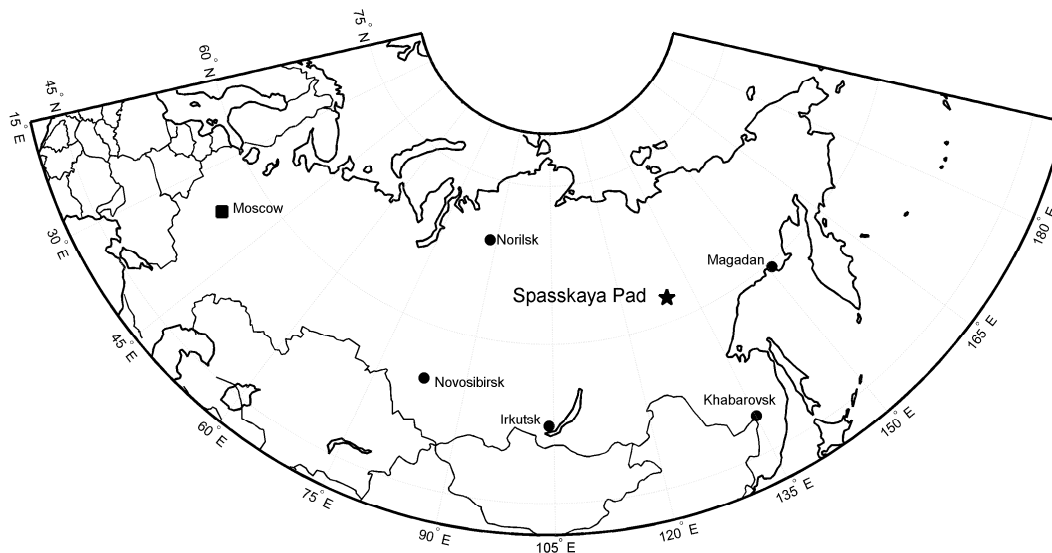 75° N
60° N
45° N
15° E
Moscow
Norilsk
Magadan
Spasskaya Pad
30° E
180° E
45° E
165° E
Novosibirsk
Khabarovsk
Irkutsk
60° E
150° E
75° E
135° E
90° E
120° E
105° E